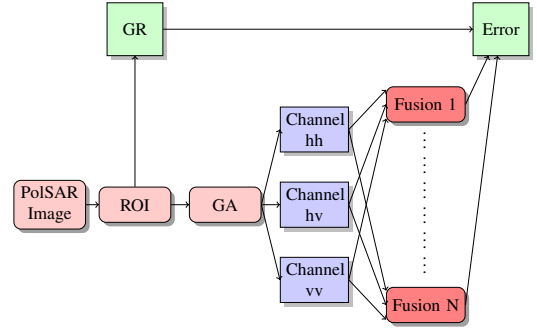 GR
Error
Channel
hh
Fusion 1
PolSAR
Image
ROI
GA
Channel
hv
Channel
vv
Fusion N